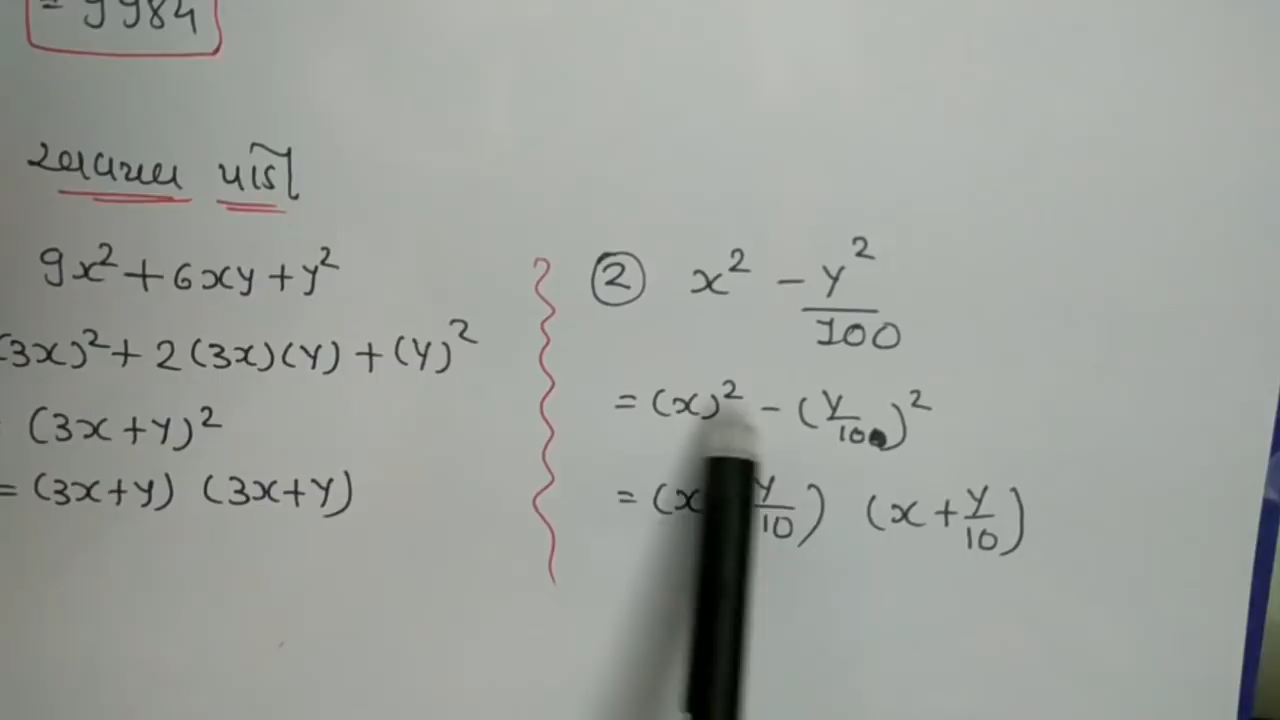 = 9984
અવયવ પાડો
9x² + 6xy + y²
(3x)² + 2(3x)(y) + (y)²
(3x+y)²
= (3x+y) (3x+y)
② x² - y²/100
= (x)² - (y/10)²
= (x y/10) (x + y/10)